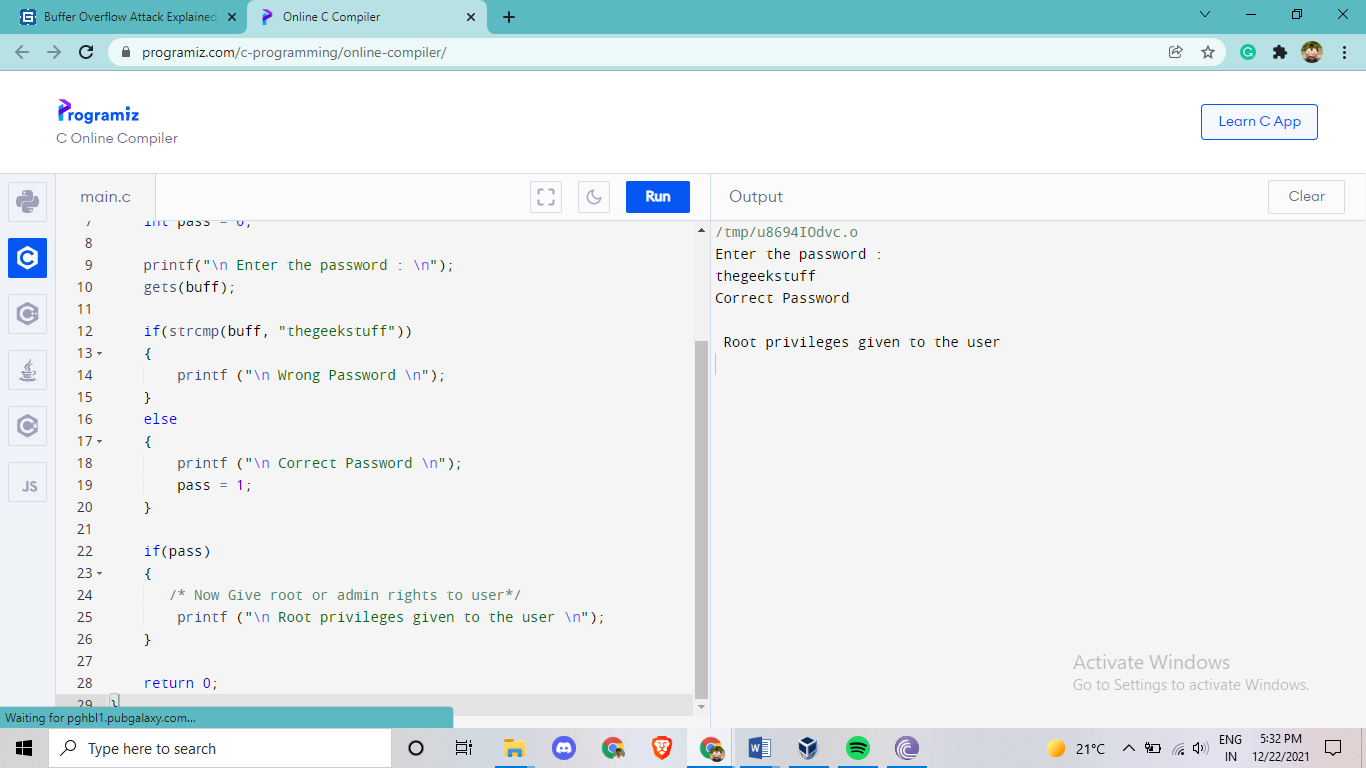 Buffer Overflow Attack Explained
Online C Compiler
programiz.com/c-programming/online-compiler/
Programiz
C Online Compiler
Learn C App
main.c
Run
Output
Clear
7 int pass = 0;
8
9 printf("\n Enter the password : \n");
10 gets(buff);
11
12 if(strcmp(buff, "thegeekstuff"))
13 {
14 printf ("\n Wrong Password \n");
15 }
16 else
17 {
18 printf ("\n Correct Password \n");
19 pass = 1;
20 }
21
22 if(pass)
23 {
24 /* Now Give root or admin rights to user*/
25 printf ("\n Root privileges given to the user \n");
26 }
27
28 return 0;
29 }
JS
/tmp/u8694IOdvc.o
Enter the password :
thegeekstuff
Correct Password
Root privileges given to the user
Activate Windows
Go to Settings to activate Windows.
Waiting for pghbl1.pubgalaxy.com...
Type here to search
21°C
ENG
IN
5:32 PM
12/22/2021